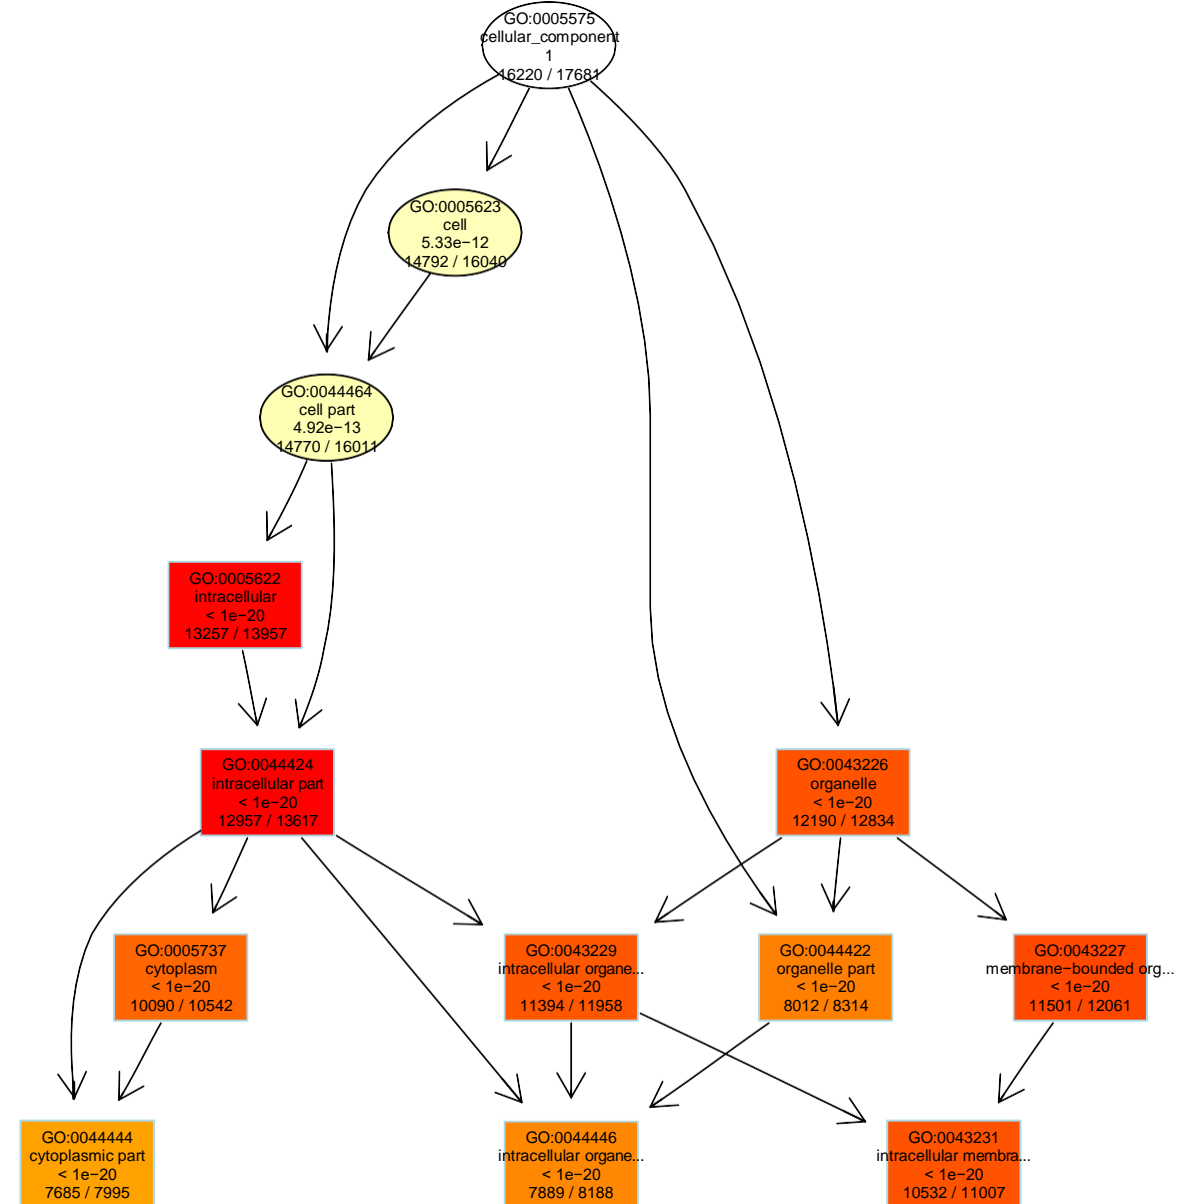 GO:0005575
cellular_component
1
16220 / 17681
GO:0005623
cell
5.33e−12
14792 / 16040
GO:0044464
cell part
4.92e−13
14770 / 16011
GO:0005622
intracellular
< 1e−20
13257 / 13957
GO:0044424
intracellular part
< 1e−20
12957 / 13617
GO:0043226
organelle
< 1e−20
12190 / 12834
GO:0005737
cytoplasm
< 1e−20
10090 / 10542
GO:0043229
intracellular organe...
< 1e−20
11394 / 11958
GO:0044422
organelle part
< 1e−20
8012 / 8314
GO:0043227
membrane−bounded org...
< 1e−20
11501 / 12061
GO:0044444
cytoplasmic part
< 1e−20
7685 / 7995
GO:0044446
intracellular organe...
< 1e−20
7889 / 8188
GO:0043231
intracellular membra...
< 1e−20
10532 / 11007